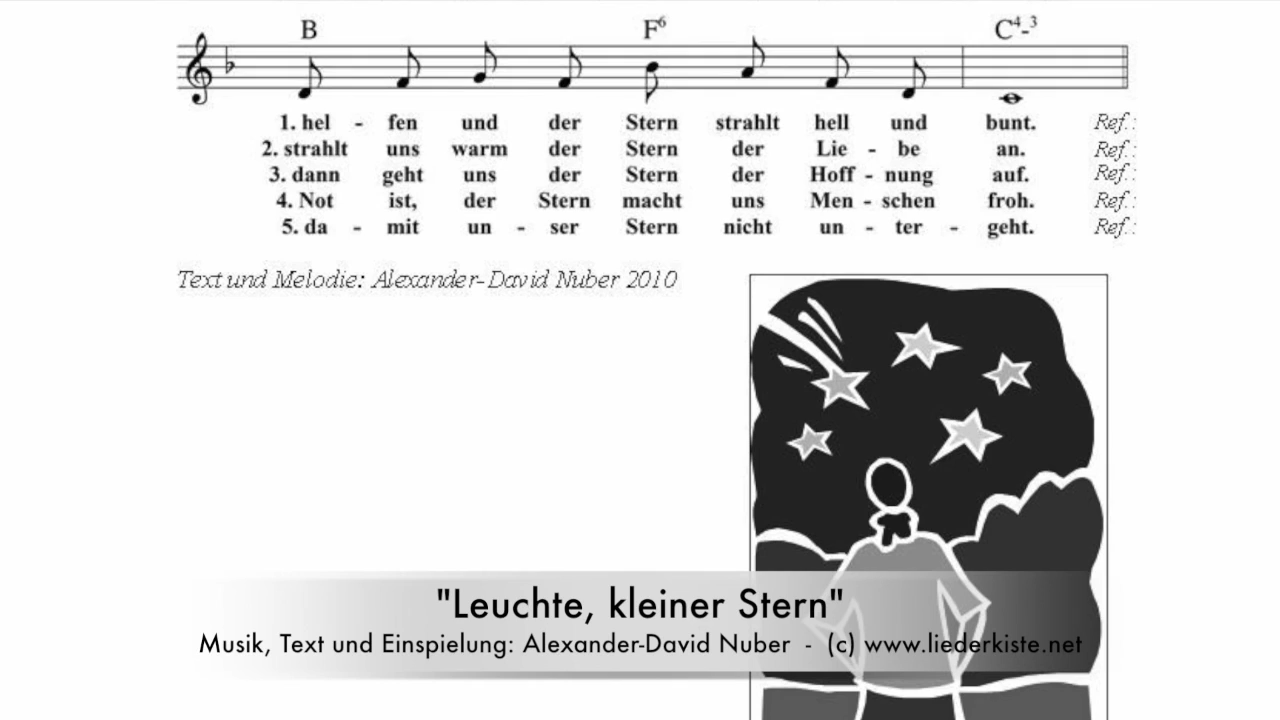 B F6 C4-3
1. hel - fen und der Stern strahlt hell und bunt. Ref.:
2. strahlt uns warm der Stern der Lie - be an. Ref.:
3. dann geht uns der Stern der Hoff - nung auf. Ref.:
4. Not ist, der Stern macht uns Men - schen froh. Ref.:
5. da - mit un - ser Stern nicht un - ter - geht. Ref.:
Text und Melodie: Alexander-David Nuber 2010
"Leuchte, kleiner Stern"
Musik, Text und Einspielung: Alexander-David Nuber - (c) www.liederkiste.net